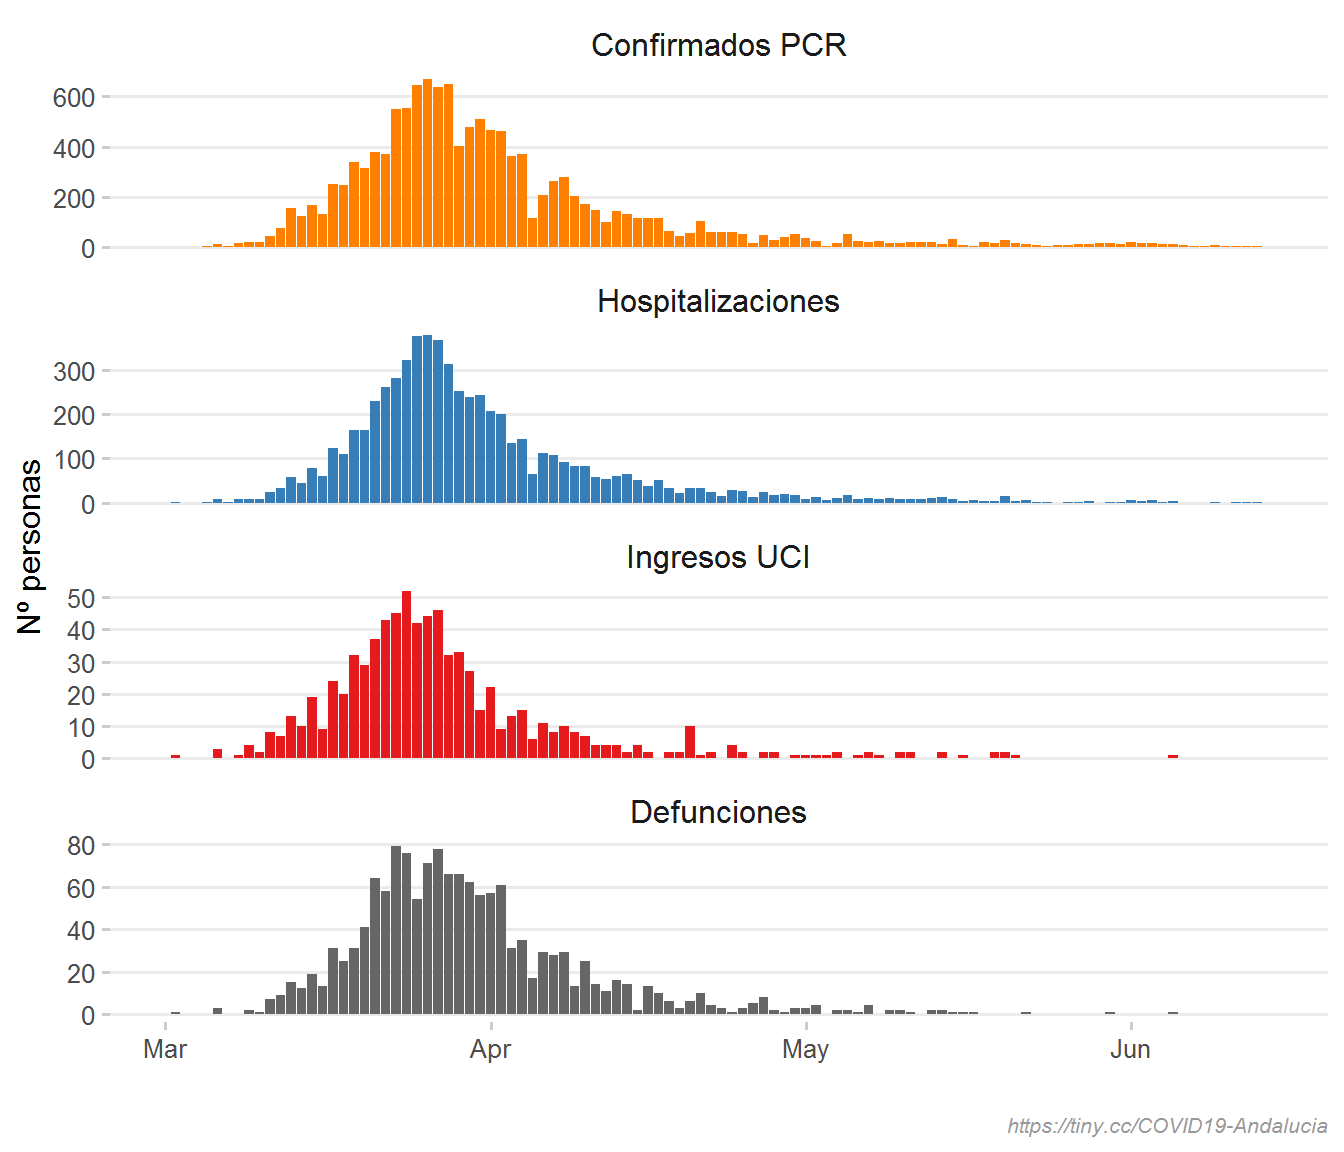 Confirmados PCR
600
400
200
0
Hospitalizaciones
300
200
100
0
Nº personas
Ingresos UCI
50
40
30
20
10
0
Defunciones
80
60
40
20
0
Mar Apr May Jun
https://tiny.cc/COVID19-Andalucia